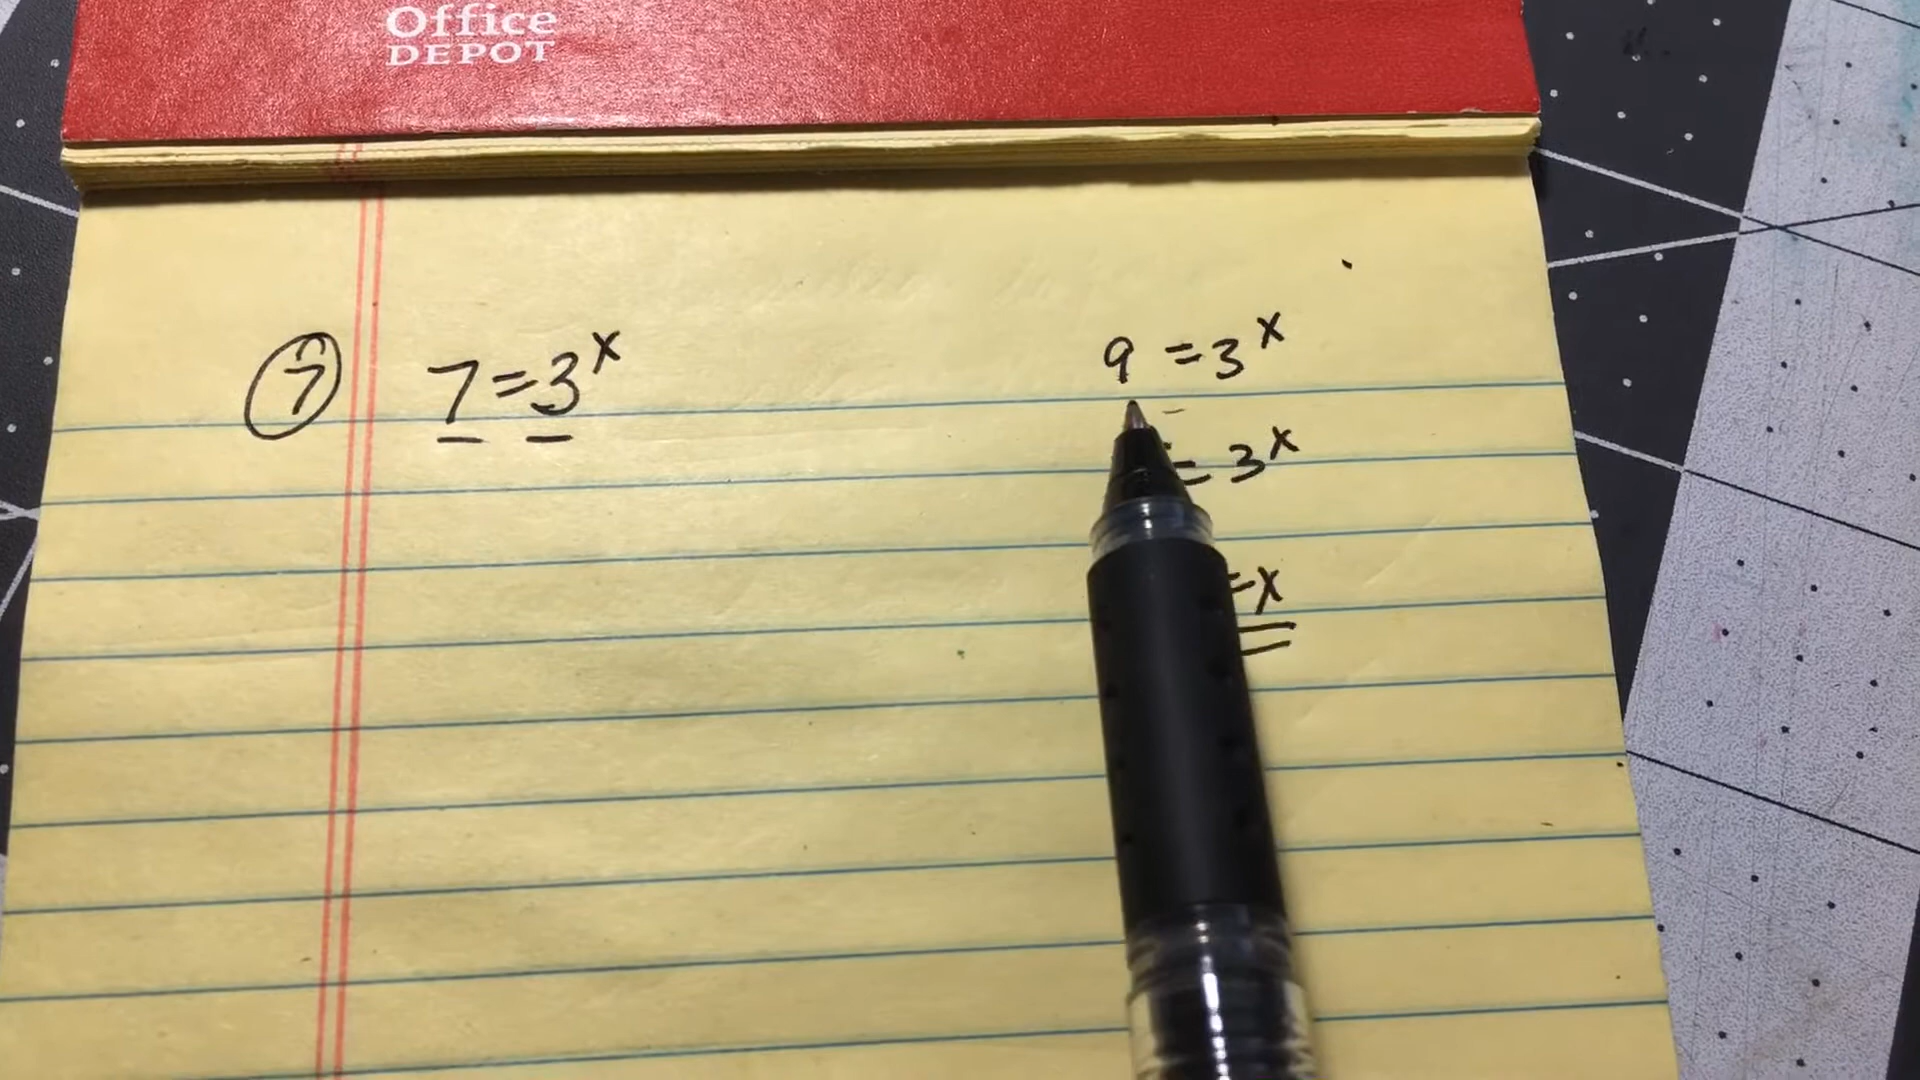 Office
DEPOT
⑦ 7 = 3^x
9 = 3^x
= 3^x
= x